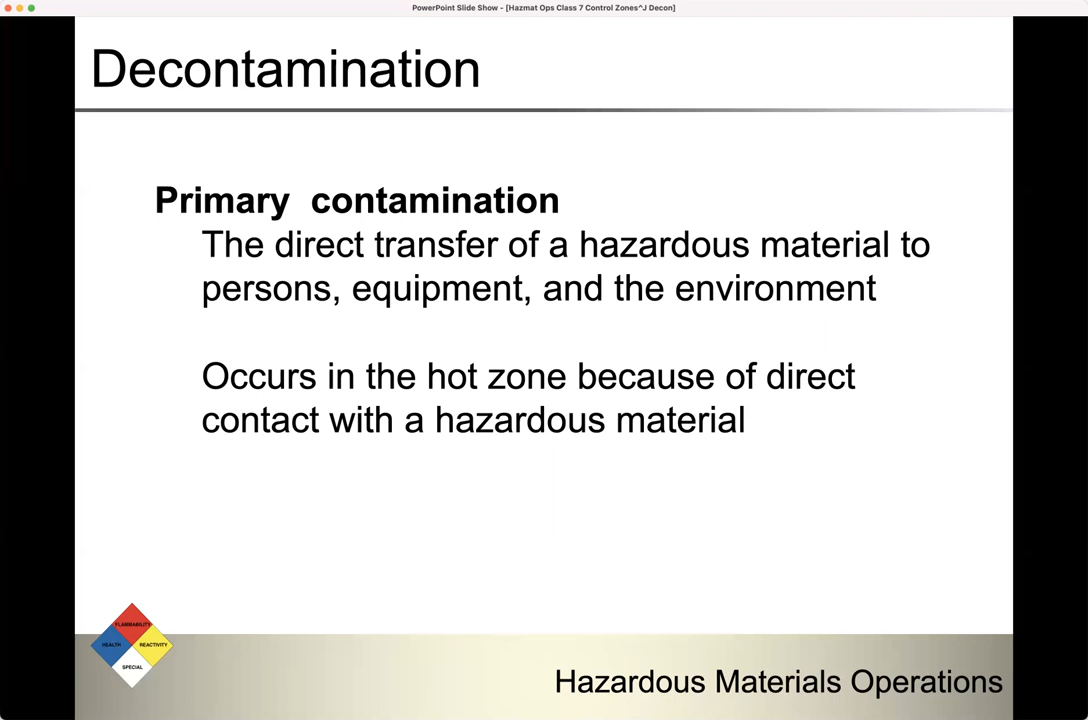 PowerPoint Slide Show - [Hazmat Ops Class 7 Control Zones^J Decon]
Decontamination
Primary contamination
The direct transfer of a hazardous material to
persons, equipment, and the environment
Occurs in the hot zone because of direct
contact with a hazardous material
FLAMMABILITY
HEALTH
REACTIVITY
SPECIAL
Hazardous Materials Operations